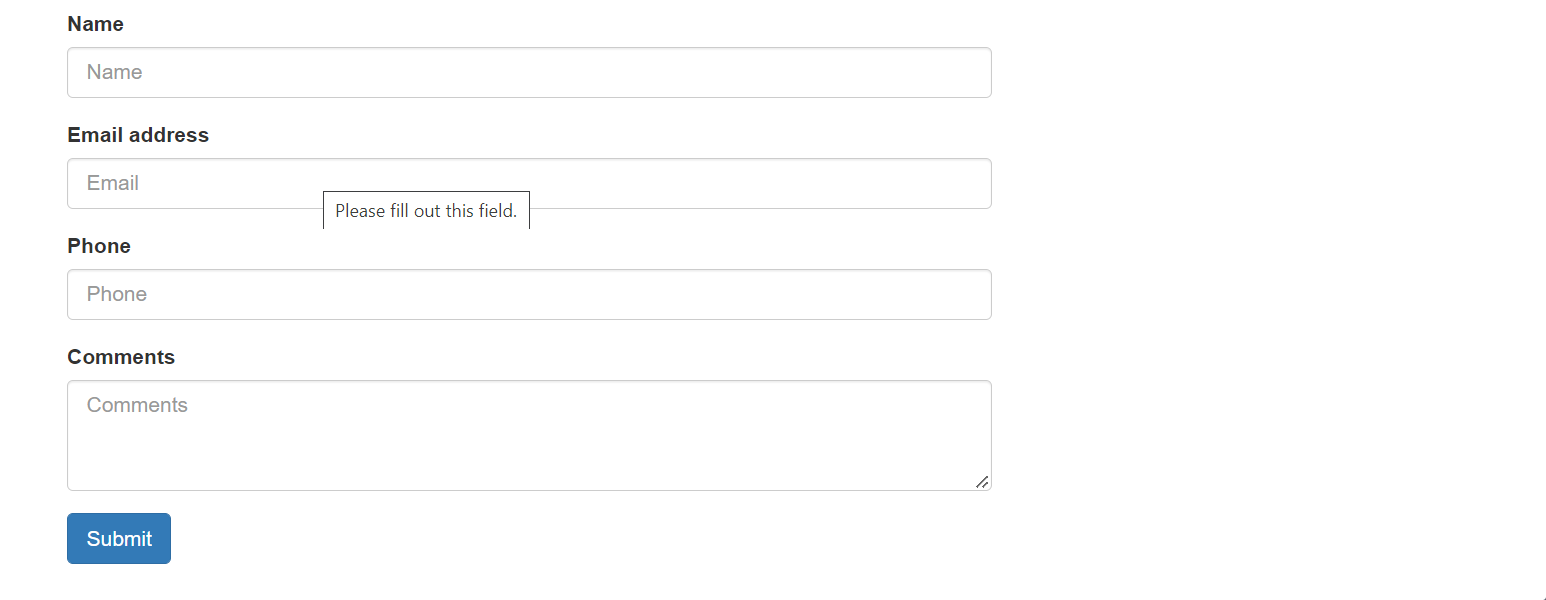 Name
Name
Email address
Email
Please fill out this field.
Phone
Phone
Comments
Comments
Submit